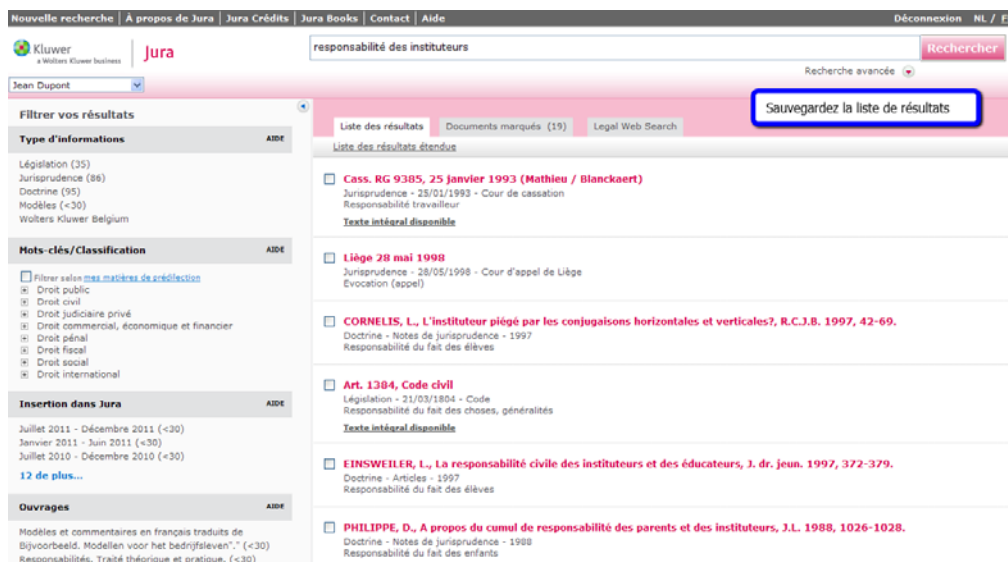 Nouvelle recherche | À propos de Jura | Jura Crédits | Jura Books | Contact | Aide
Déconnexion NL /
Kluwer
a Wolters Kluwer business
Jura
responsabilité des instituteurs
Rechercher
Recherche avancée
Jean Dupont
Sauvegardez la liste de résultats
Filtrer vos résultats
Type d'informations AIDE
Législation (35)
Jurisprudence (86)
Doctrine (95)
Modèles (<30)
Wolters Kluwer Belgium
Mots-clés/Classification AIDE
Filtrer selon mes matières de prédilection
Droit public
Droit civil
Droit judiciaire privé
Droit commercial, économique et financier
Droit pénal
Droit fiscal
Droit social
Droit international
Insertion dans Jura AIDE
Juillet 2011 - Décembre 2011 (<30)
Janvier 2011 - Juin 2011 (<30)
Juillet 2010 - Décembre 2010 (<30)
12 de plus...
Ouvrages AIDE
Modèles et commentaires en français traduits de
Bijvoorbeeld. Modellen voor het bedrijfsleven"." (<30)
Responsabilités. Traité théorique et pratique. (<30)
Liste des résultats Documents marqués (19) Legal Web Search
Liste des résultats étendue
Cass. RG 9385, 25 janvier 1993 (Mathieu / Blanckaert)
Jurisprudence - 25/01/1993 - Cour de cassation
Responsabilité travailleur
Texte intégral disponible
Liège 28 mai 1998
Jurisprudence - 28/05/1998 - Cour d'appel de Liège
Evocation (appel)
CORNELIS, L., L'instituteur piégé par les conjugaisons horizontales et verticales?, R.C.J.B. 1997, 42-69.
Doctrine - Notes de jurisprudence - 1997
Responsabilité du fait des élèves
Art. 1384, Code civil
Législation - 21/03/1804 - Code
Responsabilité du fait des choses, généralités
Texte intégral disponible
EINSWEILER, L., La responsabilité civile des instituteurs et des éducateurs, J. dr. jeun. 1997, 372-379.
Doctrine - Articles - 1997
Responsabilité du fait des élèves
PHILIPPE, D., A propos du cumul de responsabilité des parents et des instituteurs, J.L. 1988, 1026-1028.
Doctrine - Notes de jurisprudence - 1988
Responsabilité du fait des enfants